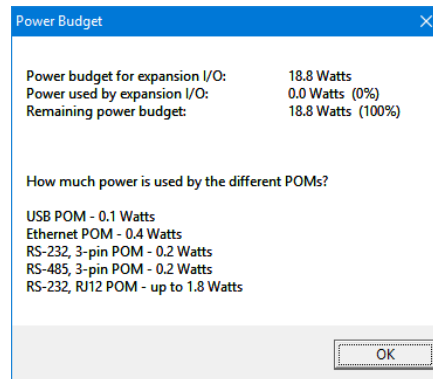 Power Budget
Power budget for expansion I/O: 18.8 Watts
Power used by expansion I/O: 0.0 Watts (0%)
Remaining power budget: 18.8 Watts (100%)
How much power is used by the different POMs?
USB POM - 0.1 Watts
Ethernet POM - 0.4 Watts
RS-232, 3-pin POM - 0.2 Watts
RS-485, 3-pin POM - 0.2 Watts
RS-232, RJ12 POM - up to 1.8 Watts
OK